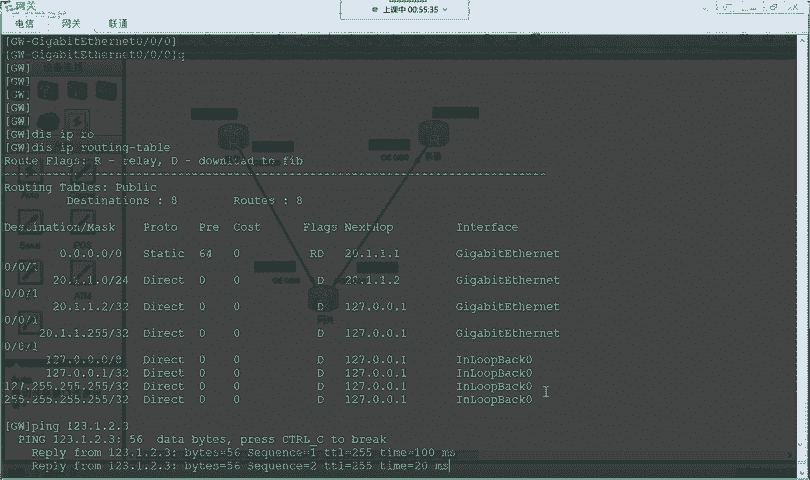 网关
上课中 00:55:35
电信 网关 联通
[GW-GigabitEthernet0/0/0]
[GW-GigabitEthernet0/0/0]q
[GW]
[GW]
[GW]
[GW]
[GW]
[GW]dis ip ro
[GW]dis ip routing-table
Route Flags: R - relay, D - download to fib
------------------------------------------------------------------------------
Routing Tables: Public
Destinations : 8 Routes : 8
Destination/Mask Proto Pre Cost Flags NextHop Interface
0.0.0.0/0 Static 64 0 RD 20.1.1.1 GigabitEthernet
0/0/1
20.1.1.0/24 Direct 0 0 D 20.1.1.2 GigabitEthernet
0/0/1
20.1.1.2/32 Direct 0 0 D 127.0.0.1 GigabitEthernet
0/0/1
20.1.1.255/32 Direct 0 0 D 127.0.0.1 GigabitEthernet
0/0/1
127.0.0.0/8 Direct 0 0 D 127.0.0.1 InLoopBack0
127.0.0.1/32 Direct 0 0 D 127.0.0.1 InLoopBack0
127.255.255.255/32 Direct 0 0 D 127.0.0.1 InLoopBack0
255.255.255.255/32 Direct 0 0 D 127.0.0.1 InLoopBack0
[GW]ping 123.1.2.3
PING 123.1.2.3: 56 data bytes, press CTRL_C to break
Reply from 123.1.2.3: bytes=56 Sequence=1 ttl=255 time=100 ms
Reply from 123.1.2.3: bytes=56 Sequence=2 ttl=255 time=20 ms